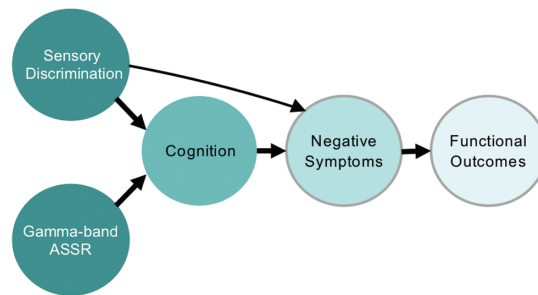 Sensory
Discrimination
Cognition
Negative
Symptoms
Functional
Outcomes
Gamma-band
ASSR